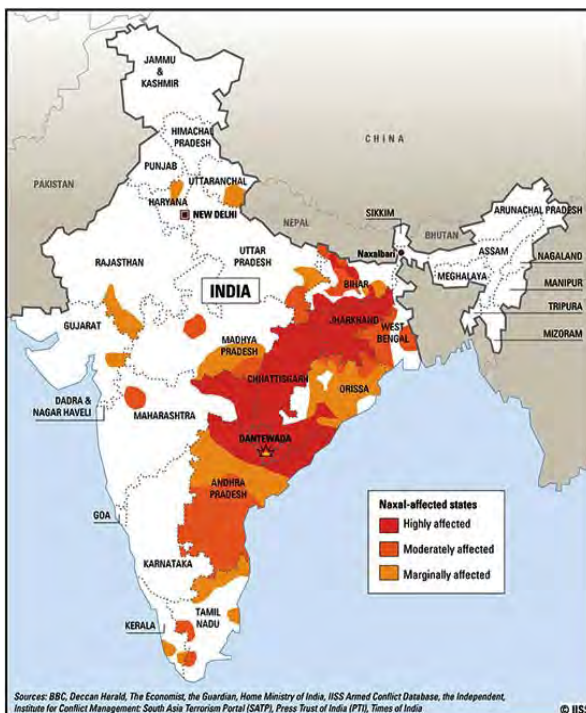 JAMMU
&
KASHMIR
HIMACHAL
PRADESH
CHINA
PUNJAB
UTTARANCHAL
PAKISTAN
HARYANA
NEW DELHI
NEPAL
SIKKIM
ARUNACHAL PRADESH
BHUTAN
RAJASTHAN
UTTAR
PRADESH
Naxalbari
ASSAM
NAGALAND
MEGHALAYA
INDIA
BIHAR
MANIPUR
JHARKHAND
TRIPURA
GUJARAT
WEST
BENGAL
MADHYA
PRADESH
MIZORAM
CHHATTISGARH
ORISSA
DADRA &
NAGAR HAVELI
MAHARASHTRA
DANTEWADA
ANDHRA
PRADESH
GOA
Naxal-affected states
Highly affected
Moderately affected
Marginally affected
KARNATAKA
TAMIL
NADU
KERALA
Sources: BBC, Deccan Herald, The Economist, the Guardian, Home Ministry of India, IISS Armed Conflict Database, the Independent,
Institute for Conflict Management: South Asia Terrorism Portal (SATP), Press Trust of India (PTI), Times of India